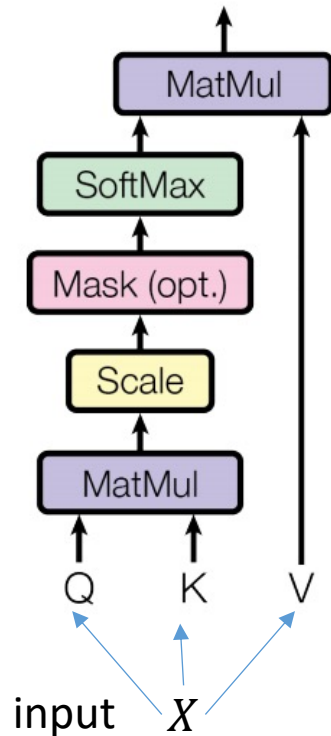 MatMul
SoftMax
Mask (opt.)
Scale
MatMul
Q K V
input X